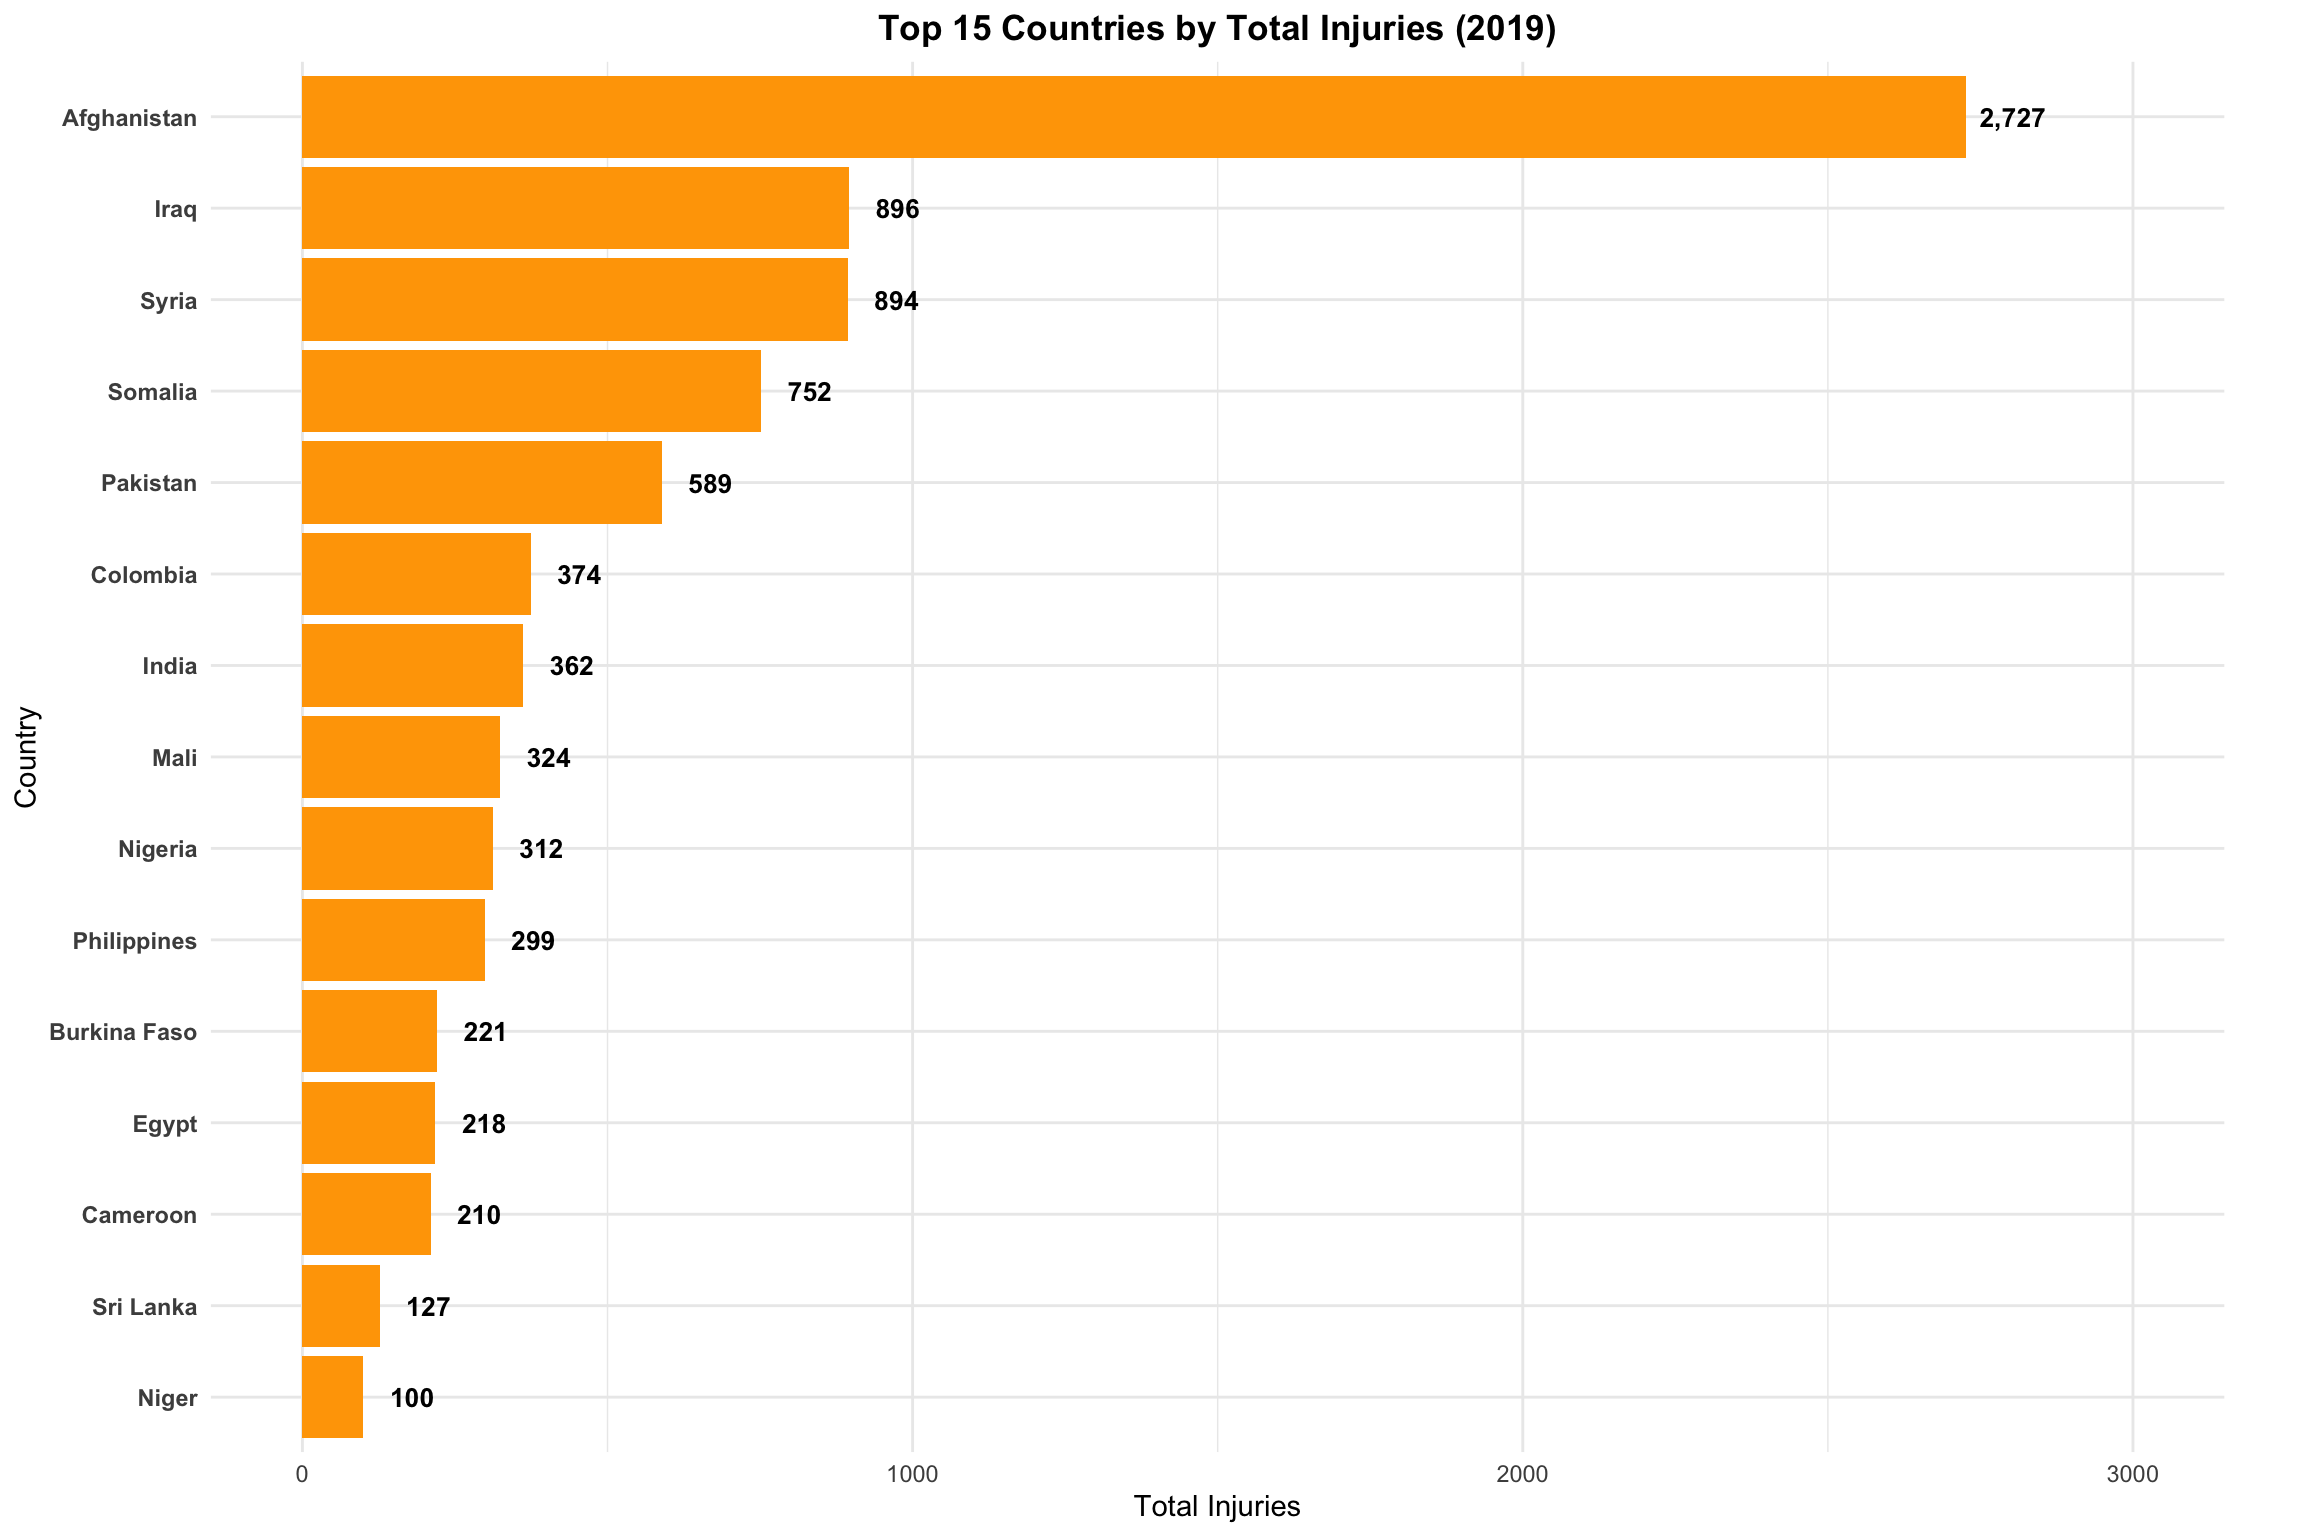 Top 15 Countries by Total Injuries (2019)
Afghanistan 2,727
Iraq 896
Syria 894
Somalia 752
Pakistan 589
Colombia 374
India 362
Mali 324
Nigeria 312
Philippines 299
Burkina Faso 221
Egypt 218
Cameroon 210
Sri Lanka 127
Niger 100
Country
0 1000 2000 3000
Total Injuries